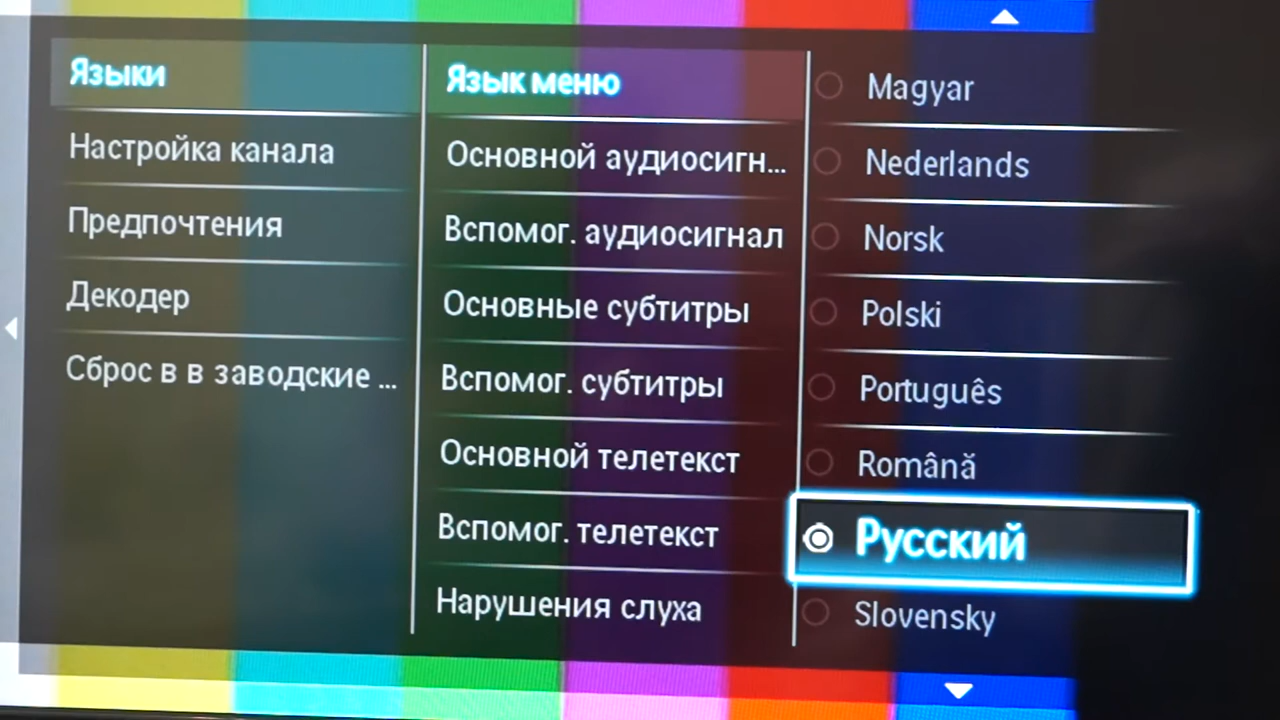 Языки
Настройка канала
Предпочтения
Декодер
Сброс в в заводские ...
Язык меню
Основной аудиосигн...
Вспомог. аудиосигнал
Основные субтитры
Вспомог. субтитры
Основной телетекст
Вспомог. телетекст
Нарушения слуха
Magyar
Nederlands
Norsk
Polski
Português
Română
Русский
Slovensky